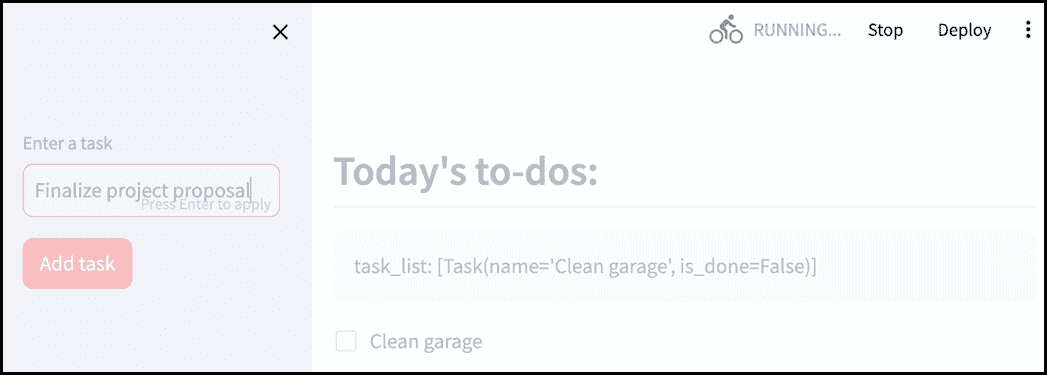 RUNNING...
Stop
Deploy
Enter a task
Finalize project proposal
Press Enter to apply
Add task
Today's to-dos:
task_list: [Task(name='Clean garage', is_done=False)]
Clean garage